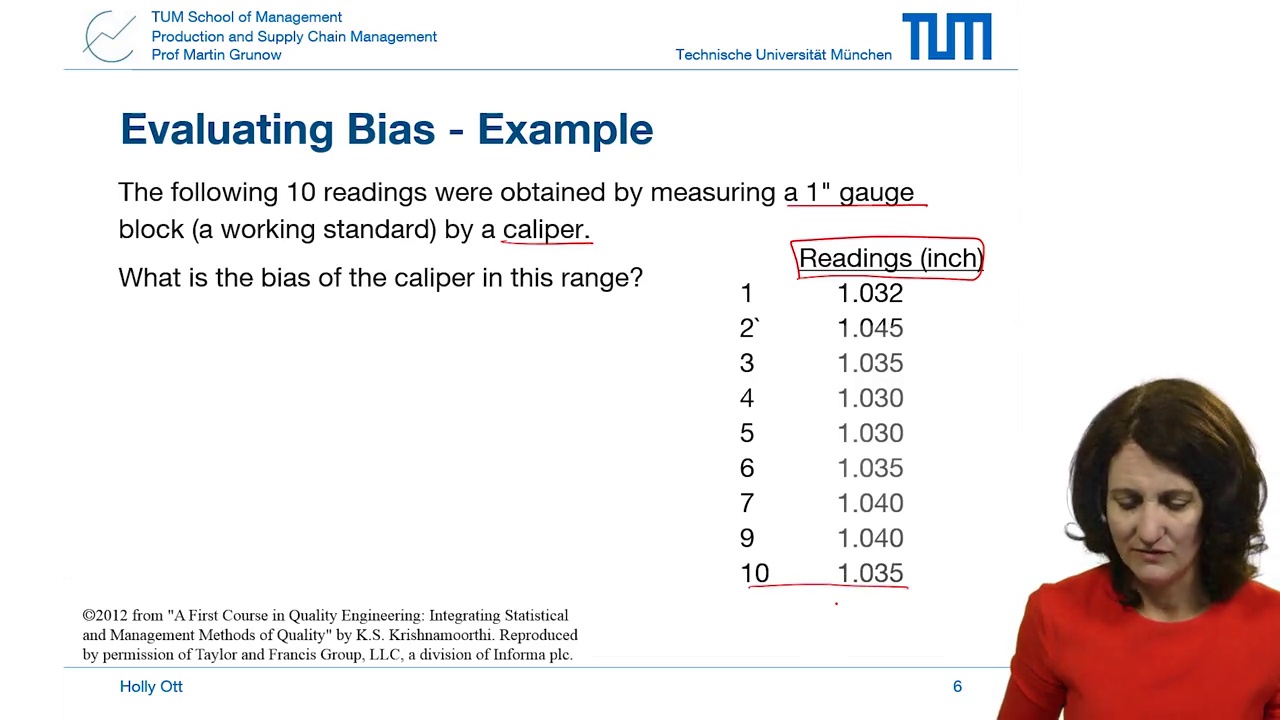 TUM School of Management
Production and Supply Chain Management
Prof Martin Grunow
Technische Universität München
TUM
Evaluating Bias - Example
The following 10 readings were obtained by measuring a 1" gauge
block (a working standard) by a caliper.
What is the bias of the caliper in this range?
Readings (inch)
1 1.032
2` 1.045
3 1.035
4 1.030
5 1.030
6 1.035
7 1.040
9 1.040
10 1.035
©2012 from "A First Course in Quality Engineering: Integrating Statistical
and Management Methods of Quality" by K.S. Krishnamoorthi. Reproduced
by permission of Taylor and Francis Group, LLC, a division of Informa plc.
Holly Ott
6